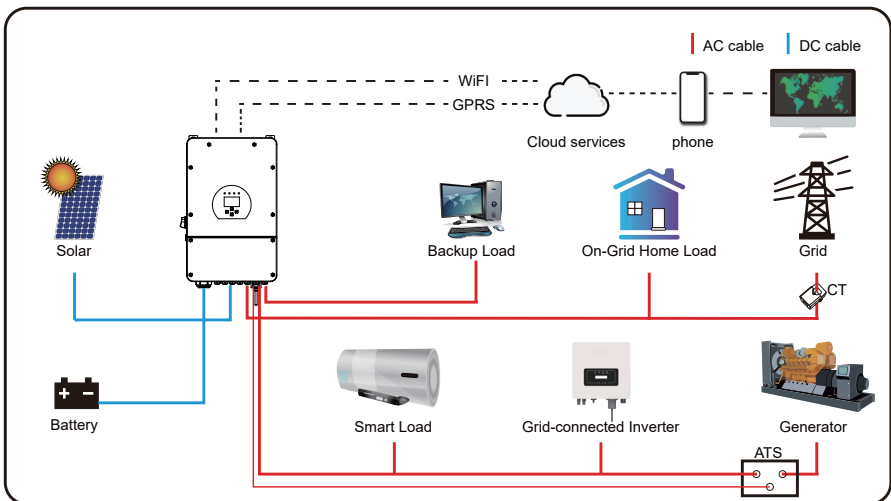 AC cable
DC cable
WiFI
GPRS
Cloud services
phone
Solar
Backup Load
On-Grid Home Load
Grid
CT
Battery
Smart Load
Grid-connected Inverter
Generator
ATS